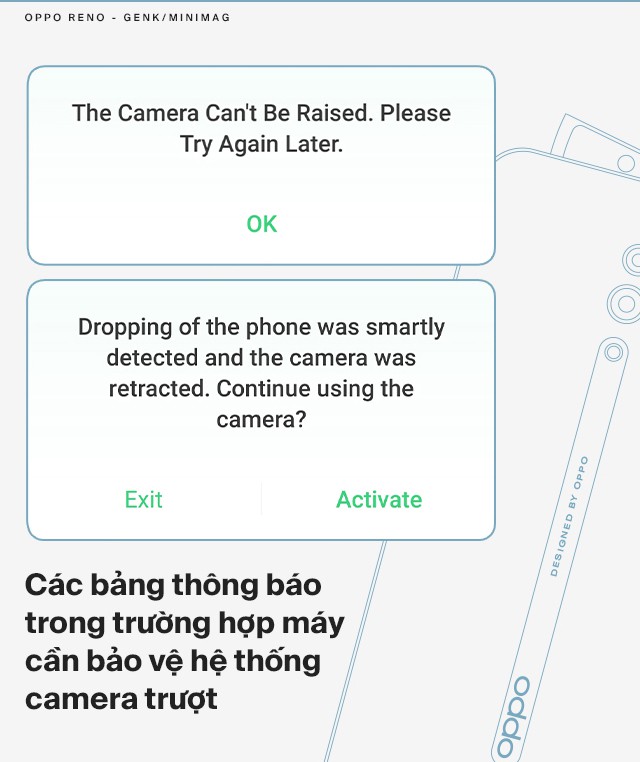 OPPO RENO - GENK/MINIMAG
The Camera Can't Be Raised. Please
Try Again Later.
OK
Dropping of the phone was smartly
detected and the camera was
retracted. Continue using the
camera?
Exit
Activate
DESIGNED BY OPPO
oppo
Các bảng thông báo
trong trường hợp máy
cần bảo vệ hệ thống
camera trượt